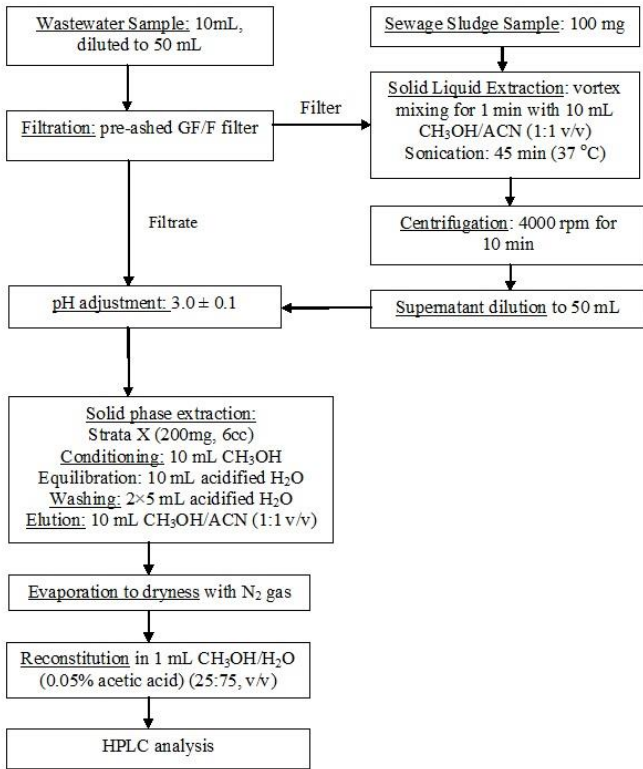 Wastewater Sample: 10mL,
diluted to 50 mL
Sewage Sludge Sample: 100 mg
Filtration: pre-ashed GF/F filter
Filter
Solid Liquid Extraction: vortex
mixing for 1 min with 10 mL
CH₃OH/ACN (1:1 v/v)
Sonication: 45 min (37 °C)
Filtrate
Centrifugation: 4000 rpm for
10 min
pH adjustment: 3.0 ± 0.1
Supernatant dilution to 50 mL
Solid phase extraction:
Strata X (200mg, 6cc)
Conditioning: 10 mL CH₃OH
Equilibration: 10 mL acidified H₂O
Washing: 2×5 mL acidified H₂O
Elution: 10 mL CH₃OH/ACN (1:1 v/v)
Evaporation to dryness with N₂ gas
Reconstitution in 1 mL CH₃OH/H₂O
(0.05% acetic acid) (25:75, v/v)
HPLC analysis